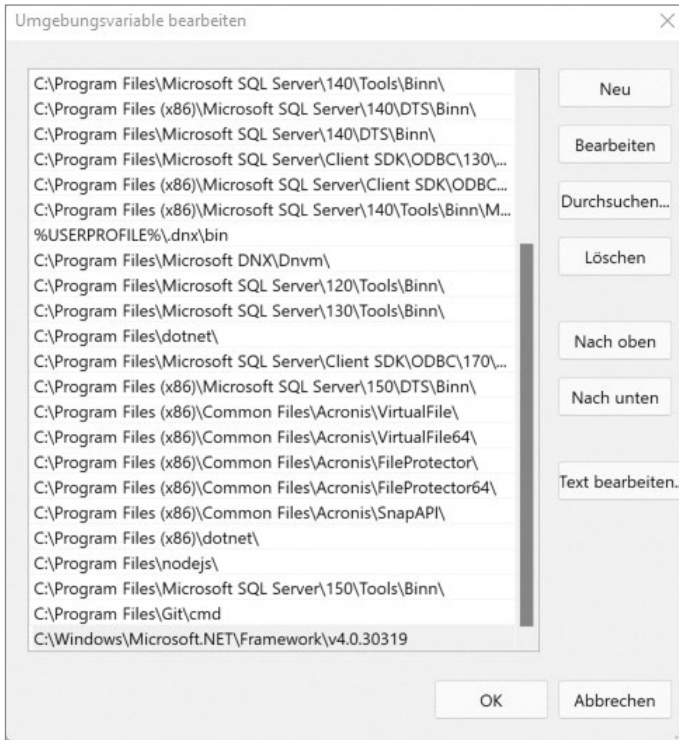 Umgebungsvariable bearbeiten
C:\Program Files\Microsoft SQL Server\140\Tools\Binn\
C:\Program Files (x86)\Microsoft SQL Server\140\DTS\Binn\
C:\Program Files\Microsoft SQL Server\140\DTS\Binn\
C:\Program Files\Microsoft SQL Server\Client SDK\ODBC\130\...
C:\Program Files (x86)\Microsoft SQL Server\Client SDK\ODBC...
C:\Program Files (x86)\Microsoft SQL Server\140\Tools\Binn\M...
%USERPROFILE%\.dnx\bin
C:\Program Files\Microsoft DNX\Dnvm\
C:\Program Files\Microsoft SQL Server\120\Tools\Binn\
C:\Program Files\Microsoft SQL Server\130\Tools\Binn\
C:\Program Files\dotnet\
C:\Program Files\Microsoft SQL Server\Client SDK\ODBC\170\...
C:\Program Files (x86)\Microsoft SQL Server\150\DTS\Binn\
C:\Program Files (x86)\Common Files\Acronis\VirtualFile\
C:\Program Files (x86)\Common Files\Acronis\VirtualFile64\
C:\Program Files (x86)\Common Files\Acronis\FileProtector\
C:\Program Files (x86)\Common Files\Acronis\FileProtector64\
C:\Program Files (x86)\Common Files\Acronis\SnapAPI\
C:\Program Files (x86)\dotnet\
C:\Program Files\nodejs\
C:\Program Files\Microsoft SQL Server\150\Tools\Binn\
C:\Program Files\Git\cmd
C:\Windows\Microsoft.NET\Framework\v4.0.30319
Neu
Bearbeiten
Durchsuchen...
Löschen
Nach oben
Nach unten
Text bearbeiten.
OK
Abbrechen